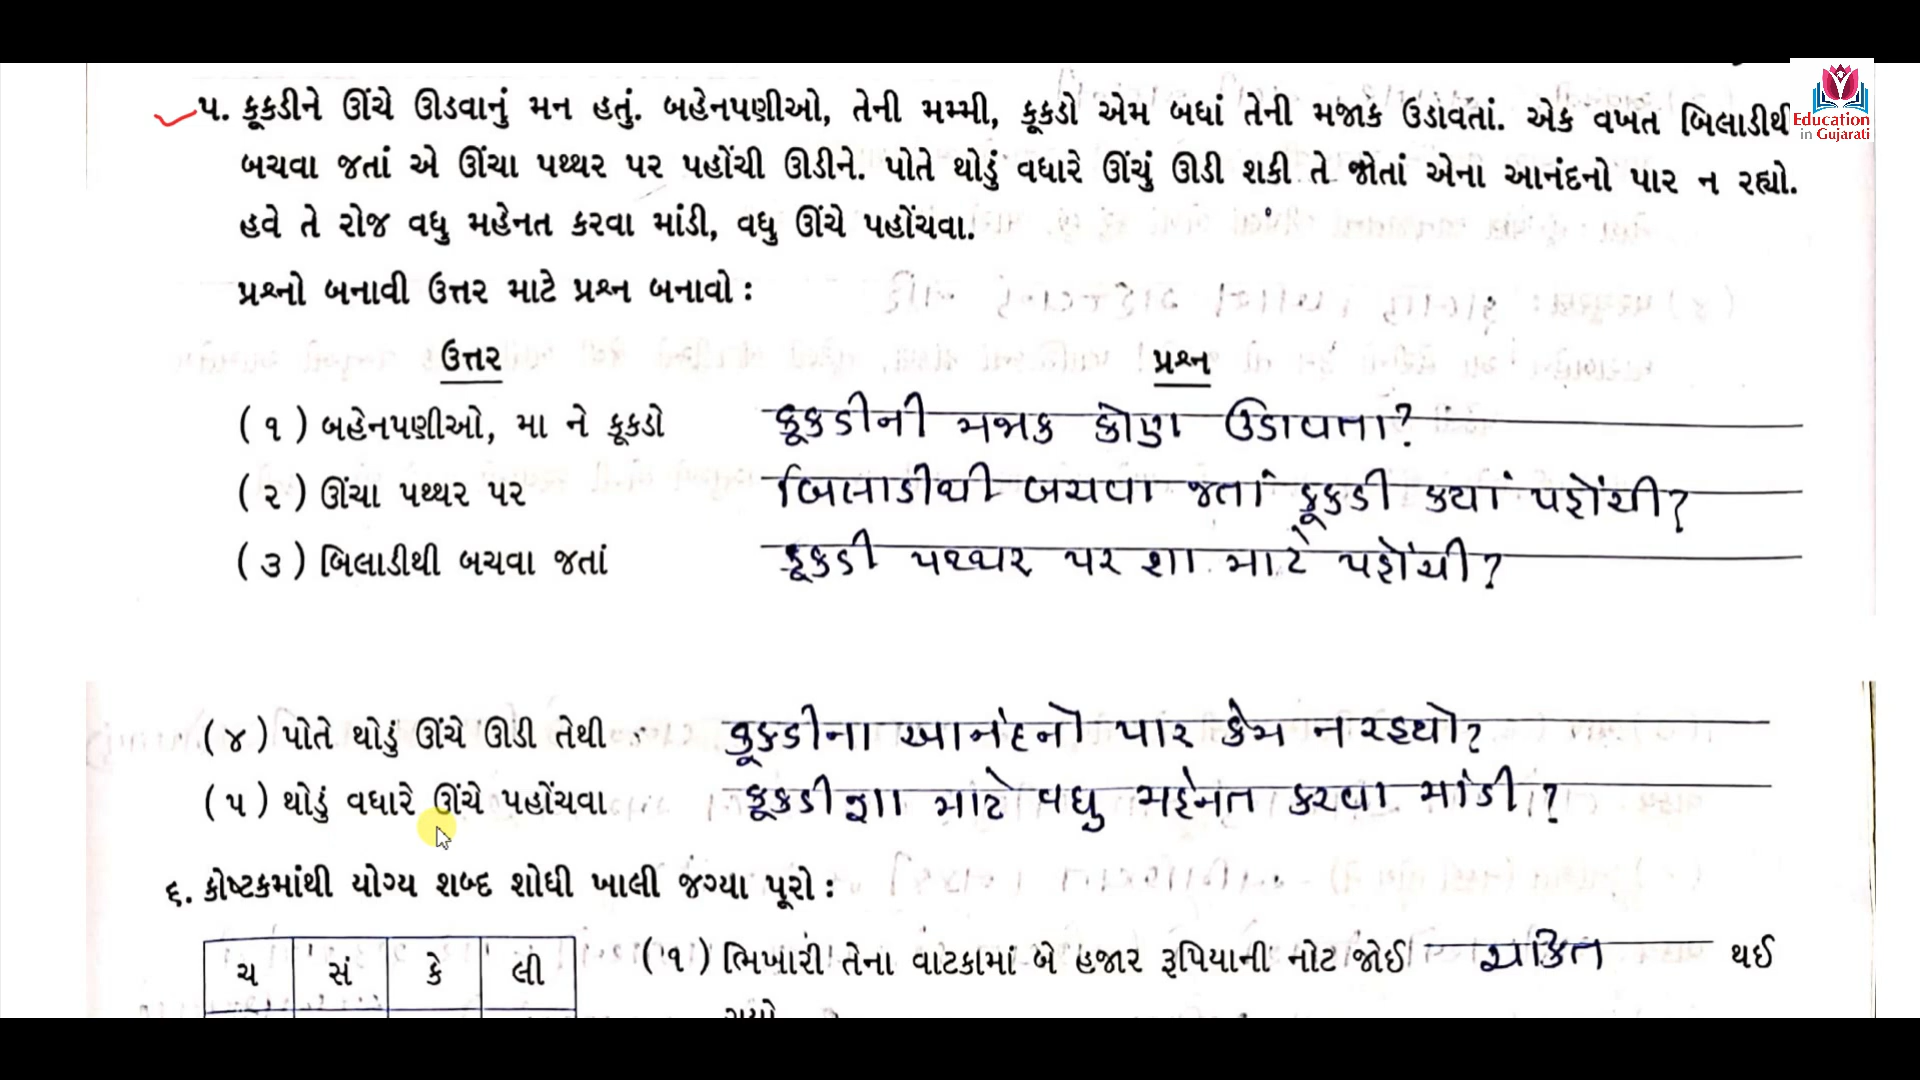 ૫. કૂકડીને ઊંચે ઊડવાનું મન હતું. બહેનપણીઓ, તેની મમ્મી, કૂકડો એમ બધાં તેની મજાક ઉડાવતાં. એક વખત બિલાડીથી
બચવા જતાં એ ઊંચા પથ્થર પર પહોંચી ઊડીને. પોતે થોડું વધારે ઊંચું ઊડી શકી તે જોતાં એના આનંદનો પાર ન રહ્યો.
હવે તે રોજ વધુ મહેનત કરવા માંડી, વધુ ઊંચે પહોંચવા.
Education
in Gujarati
પ્રશ્નો બનાવી ઉત્તર માટે પ્રશ્ન બનાવો :
ઉત્તર પ્રશ્ન
(૧) બહેનપણીઓ, મા ને કૂકડો કૂકડીની મજાક કોણ ઉડાવતા?
(૨) ઊંચા પથ્થર પર બિલાડીથી બચવા જતાં કૂકડી ક્યાં પહોંચી?
(૩) બિલાડીથી બચવા જતાં કૂકડી પથ્થર પર શા માટે પહોંચી?
(૪) પોતે થોડું ઊંચે ઊડી તેથી કૂકડીના આનંદનો પાર કેમ ન રહ્યો?
(૫) થોડું વધારે ઊંચે પહોંચવા કૂકડી શા માટે વધુ મહેનત કરવા માંડી?
૬. કોષ્ટકમાંથી યોગ્ય શબ્દ શોધી ખાલી જગ્યા પૂરો :
ચ સં કે લી (૧) ભિખારી તેના વાટકામાં બે હજાર રૂપિયાની નોટ જોઈ ચકિત થઈ